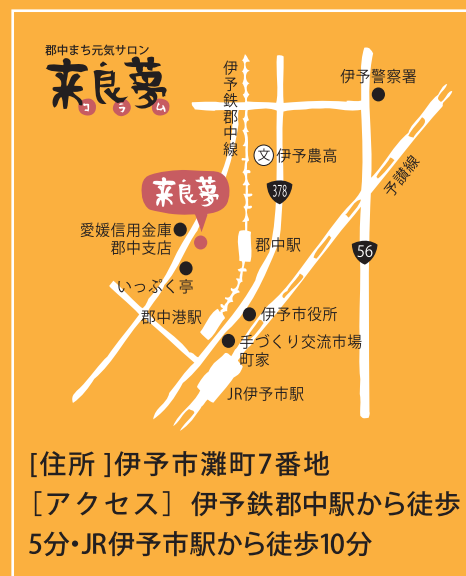 郡中まち元気サロン
来良夢
コラム
伊予鉄郡中線
伊予警察署
文 伊予農高
予讃線
378
来良夢
愛媛信用金庫
郡中支店
郡中駅
56
いっぷく亭
郡中港駅
伊予市役所
手づくり交流市場
町家
JR伊予市駅
[住所]伊予市灘町7番地
［アクセス］ 伊予鉄郡中駅から徒歩
5分・JR伊予市駅から徒歩10分